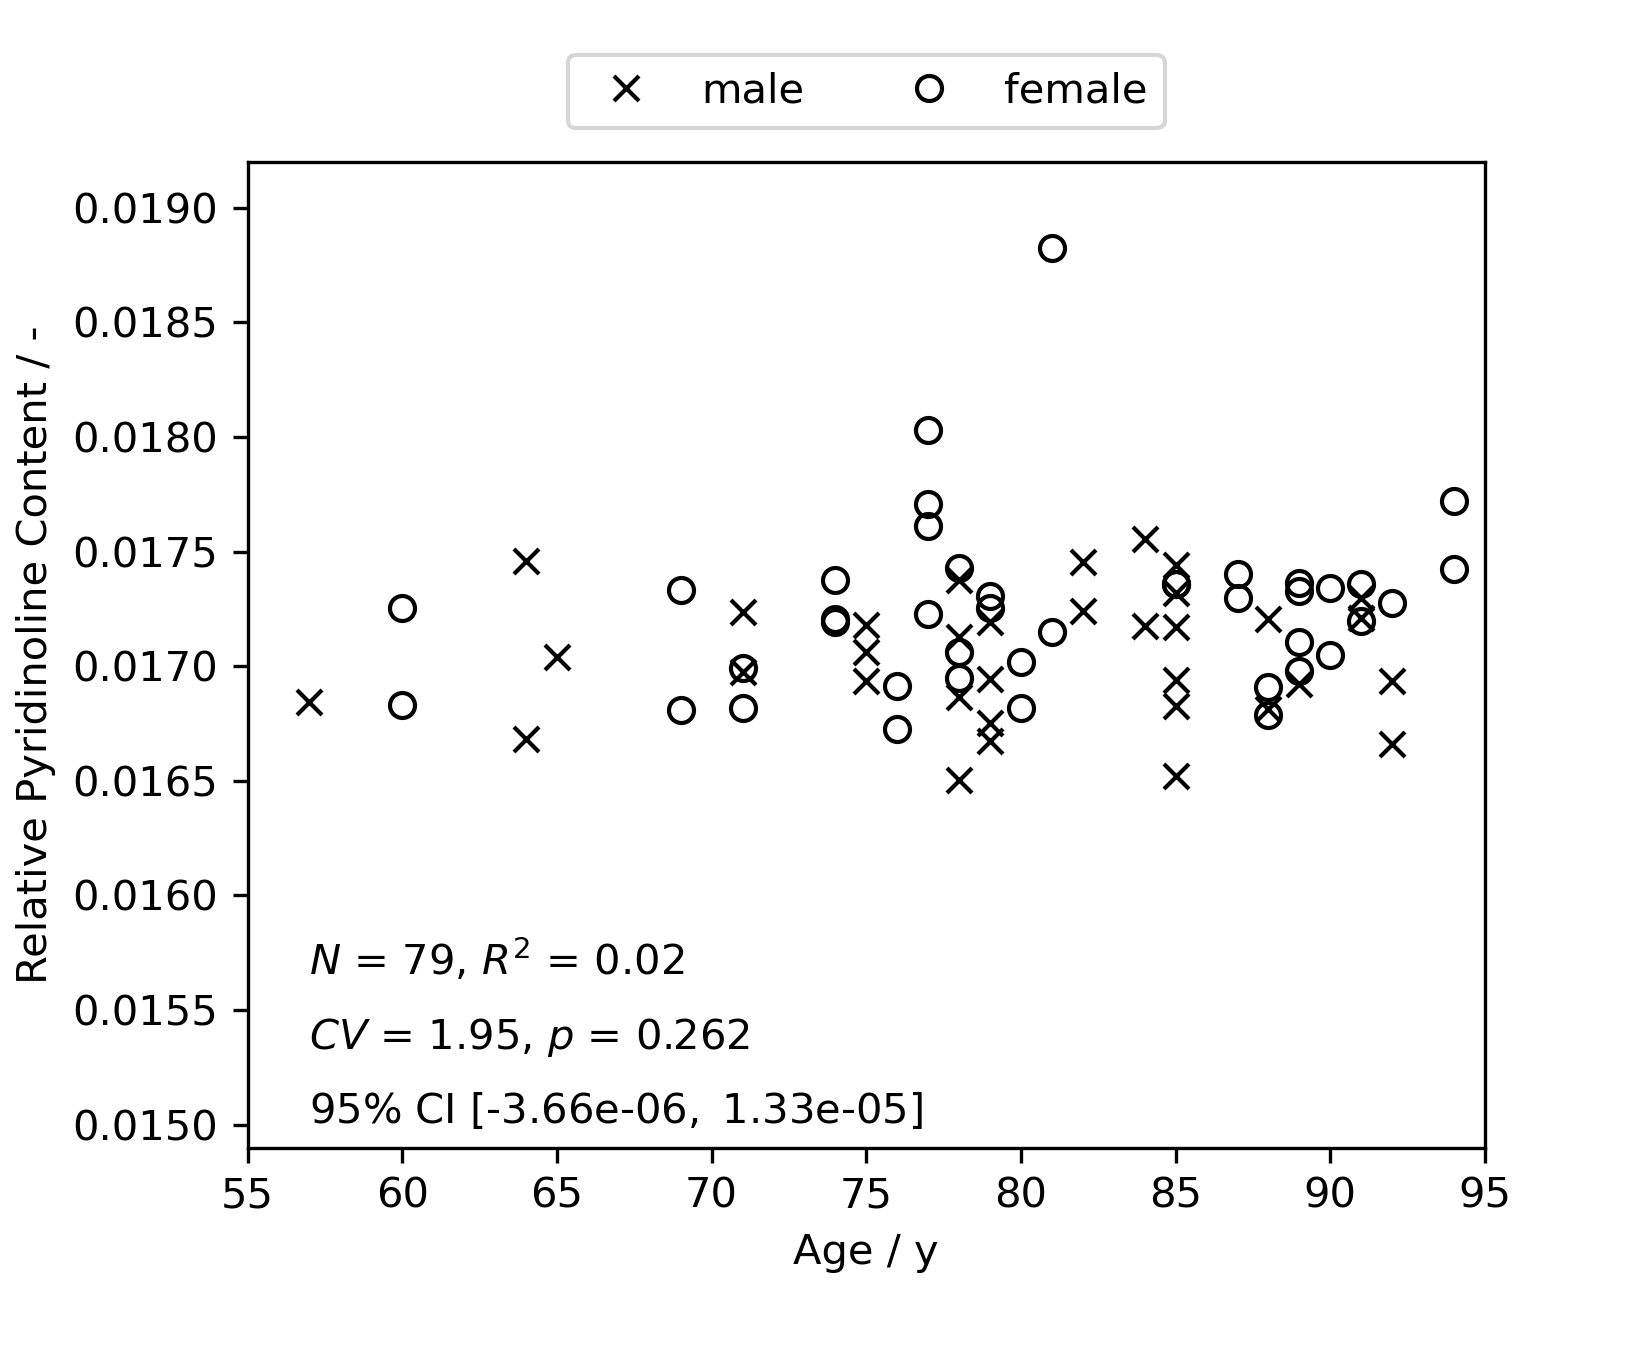 male female
0.0190
0.0185
0.0180
0.0175
0.0170
0.0165
0.0160
0.0155
0.0150
Relative Pyridinoline Content / -
N = 79, R² = 0.02
CV = 1.95, p = 0.262
95% CI [-3.66e-06, 1.33e-05]
55 60 65 70 75 80 85 90 95
Age / y